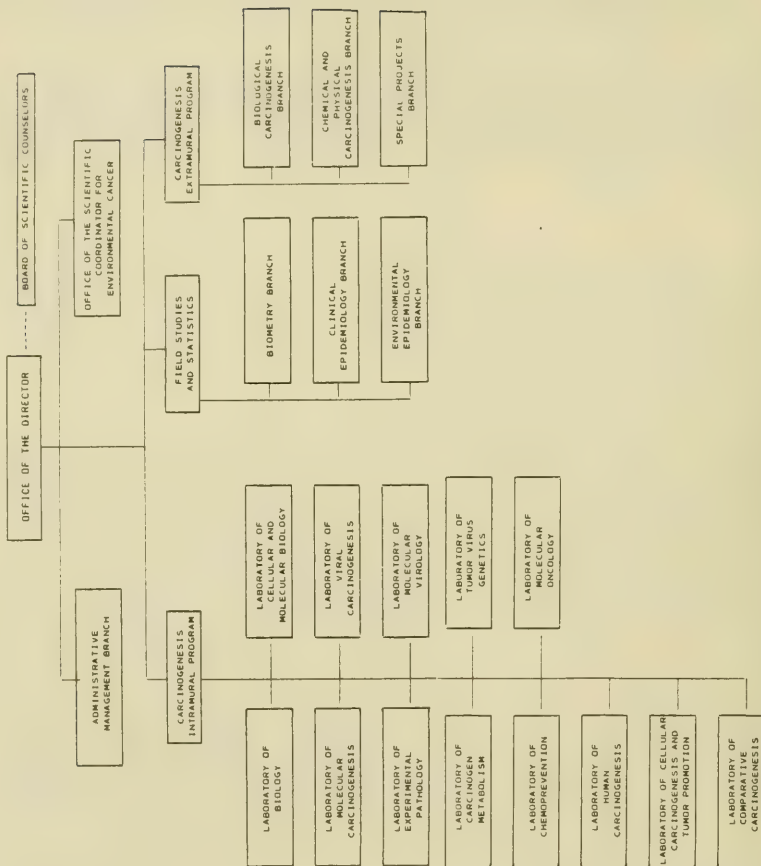 OFFICE OF THE DIRECTOR
BOARD OF SCIENTIFIC COUNSELORS
ADMINISTRATIVE
MANAGEMENT BRANCH
OFFICE OF THE SCIENTIFIC
COORDINATOR FOR
ENVIRONMENTAL CANCER
CARCINOGENESIS
INTRAMURAL PROGRAM
FIELD STUDIES
AND STATISTICS
CARCINOGENESIS
EXTRAMURAL PROGRAM
LABORATORY OF
BIOLOGY
LABORATORY OF
MOLECULAR
CARCINOGENESIS
LABORATORY OF
EXPERIMENTAL
PATHOLOGY
LABORATORY OF
CARCINOGEN
METABOLISM
LABORATORY OF
CHEMOPREVENTION
LABORATORY OF
HUMAN
CARCINOGENESIS
LABORATORY OF CELLULAR
CARCINOGENESIS AND
TUMOR PROMOTION
LABORATORY OF
COMPARATIVE
CARCINOGENESIS
LABORATORY OF
CELLULAR AND
MOLECULAR BIOLOGY
LABORATORY OF
VIRAL
CARCINOGENESIS
LABORATORY OF
MOLECULAR
VIROLOGY
LABORATORY OF
TUMOR VIRUS
GENETICS
LABORATORY OF
MOLECULAR
ONCOLOGY
BIOMETRY BRANCH
CLINICAL
EPIDEMIOLOGY BRANCH
ENVIRONMENTAL
EPIDEMIOLOGY
BRANCH
BIOLOGICAL
CARCINOGENESIS
BRANCH
CHEMICAL AND
PHYSICAL
CARCINOGENESIS BRANCH
SPECIAL PROJECTS
BRANCH